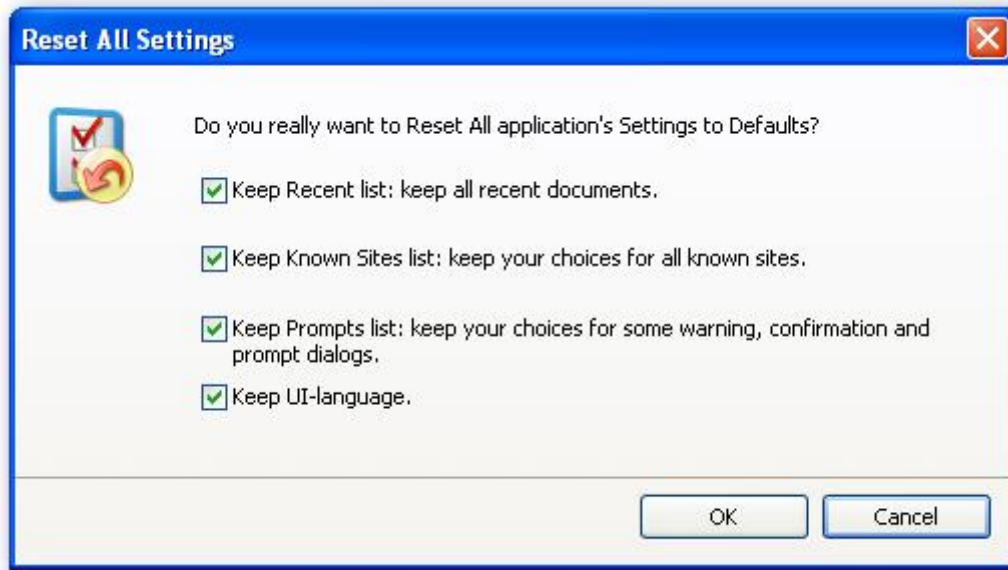 Reset All Settings
Do you really want to Reset All application's Settings to Defaults?
Keep Recent list: keep all recent documents.
Keep Known Sites list: keep your choices for all known sites.
Keep Prompts list: keep your choices for some warning, confirmation and
prompt dialogs.
Keep UI-language.
OK Cancel